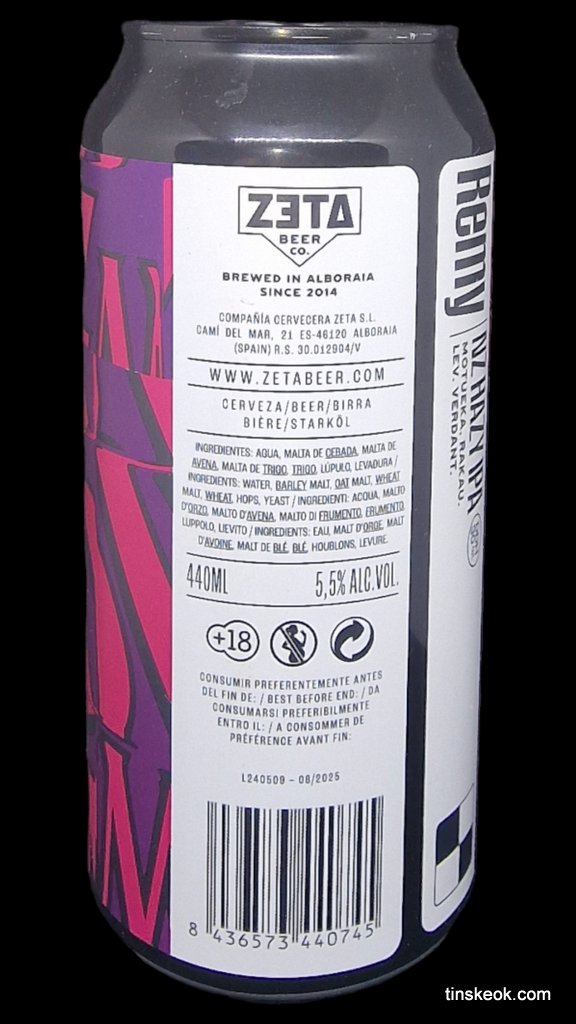 ZETA
BEER
CO.
BREWED IN ALBORAIA
SINCE 2014
COMPAÑÍA CERVECERA ZETA S.L.
CAMÍ DEL MAR, 21 ES-46120 ALBORAIA
(SPAIN) R.S. 30.012904/V
WWW.ZETABEER.COM
CERVEZA/BEER/BIRRA
BIÈRE/STARKÖL
INGREDIENTES: AGUA, MALTA DE CEBADA, MALTA DE
AVENA, MALTA DE TRIGO, TRIGO, LÚPULO, LEVADURA /
INGREDIENTS: WATER, BARLEY MALT, OAT MALT, WHEAT
MALT, WHEAT, HOPS, YEAST / INGREDIENTI: ACQUA, MALTO
D'ORZO, MALTO D'AVENA, MALTO DI FRUMENTO, FRUMENTO,
LUPPOLO, LIEVITO / INGREDIENTS: EAU, MALT D'ORGE, MALT
D'AVOINE, MALT DE BLÉ, BLÉ, HOUBLONS, LEVURE.
440ML 5,5% ALC.VOL.
+18
CONSUMIR PREFERENTEMENTE ANTES
DEL FIN DE: / BEST BEFORE END: / DA
CONSUMARSI PREFERIBILMENTE
ENTRO IL: / A CONSOMMER DE
PRÉFÉRENCE AVANT FIN:
L240509 - 08/2025
8 436573 440745
Remy
NZ HAZY IPA
MOTUEKA. RAKAU.
LEV. VERDANT.
tinskeok.com